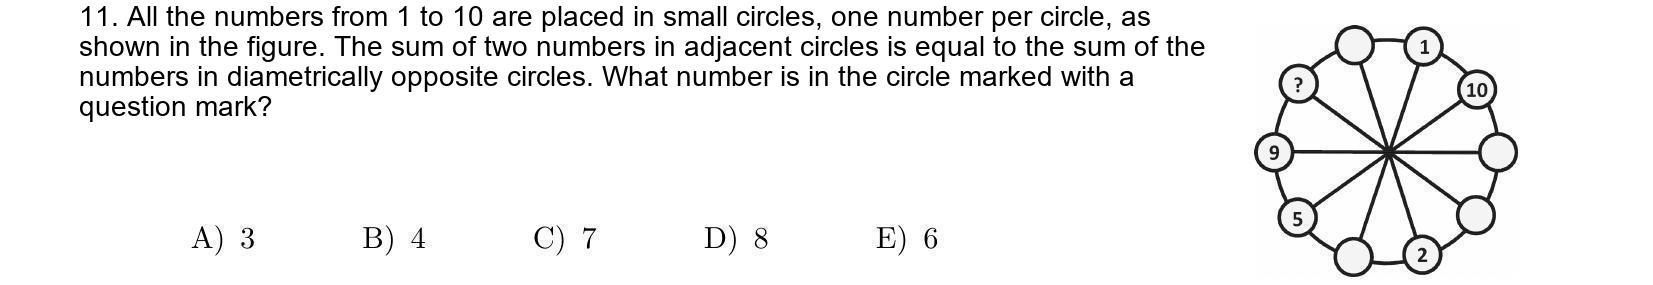 11. All the numbers from 1 to 10 are placed in small circles, one number per circle, as
shown in the figure. The sum of two numbers in adjacent circles is equal to the sum of the
numbers in diametrically opposite circles. What number is in the circle marked with a
question mark?
A) 3 B) 4 C) 7 D) 8 E) 6
1
?
10
9
5
2